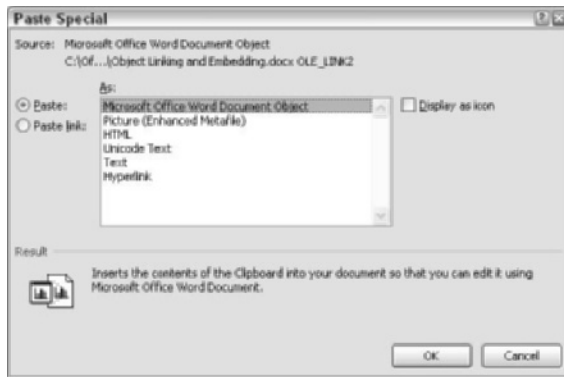 Paste Special
Source: Microsoft Office Word Document Object
C:\Of...\Object Linking and Embedding.docx OLE_LINK2
As:
Paste:
Paste link:
Microsoft Office Word Document Object
Picture (Enhanced Metafile)
HTML
Unicode Text
Text
Hyperlink
Display as icon
Result
Inserts the contents of the Clipboard into your document so that you can edit it using
Microsoft Office Word Document.
OK
Cancel